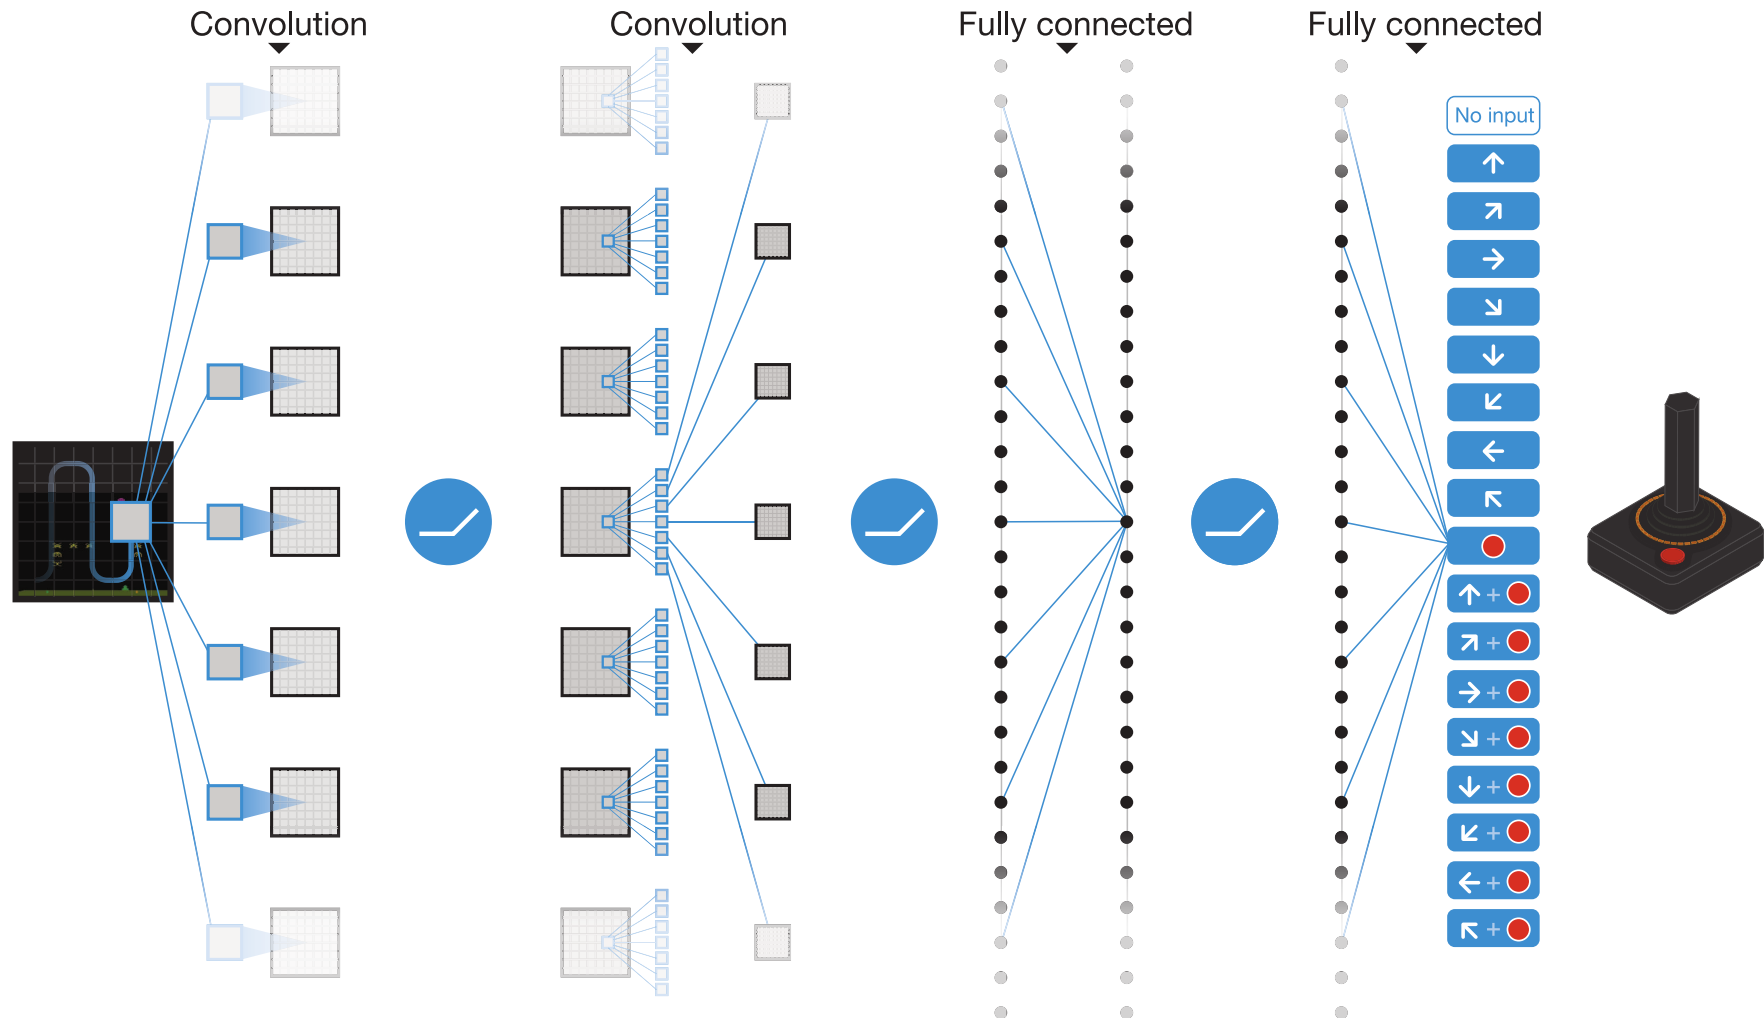 Convolution
Convolution
Fully connected
Fully connected
No input
+
+
+
+
+
+
+
+